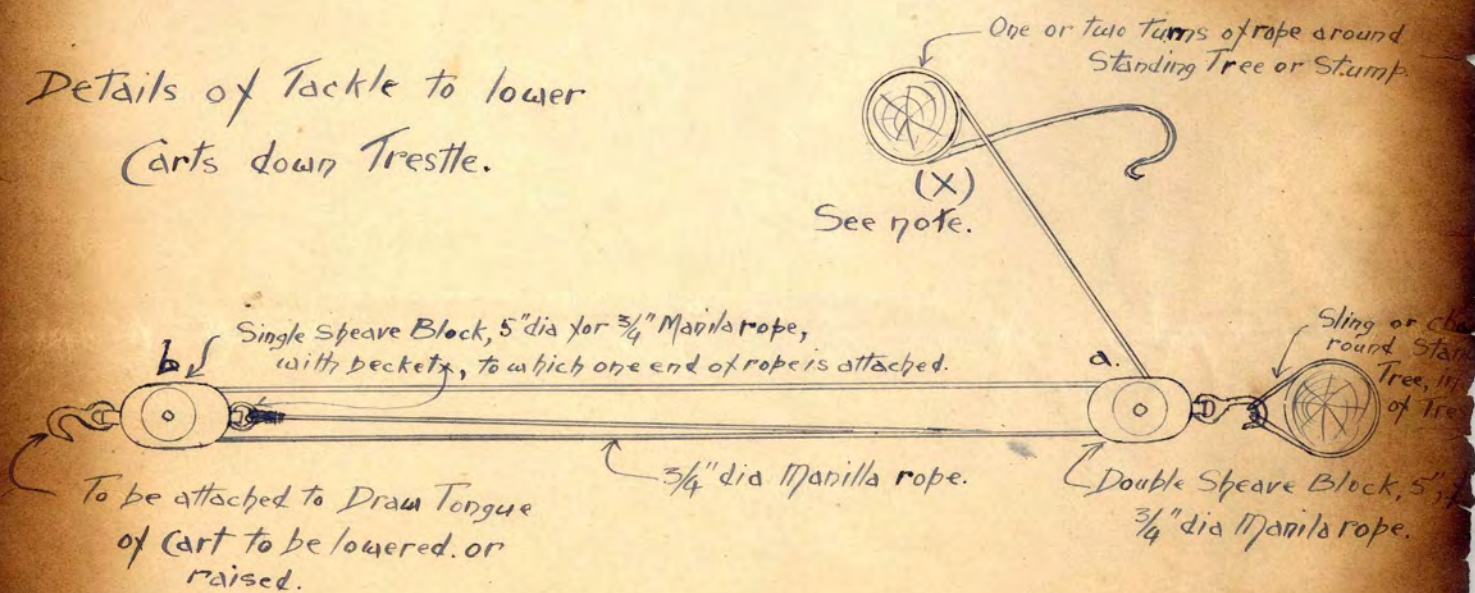 One or two Turns of rope around
Standing Tree or Stump.
Details of Tackle to lower
Carts down Trestle.
(X)
See note.
Single Sheave Block, 5" dia for 3/4" Manila rope,
with beckett, to which one end of rope is attached.
b
a.
Sling or
round
Tree,
of
3/4" dia Manilla rope.
To be attached to Draw Tongue
of Cart to be lowered. or
raised.
Double Sheave Block, 5",
3/4" dia Manila rope.